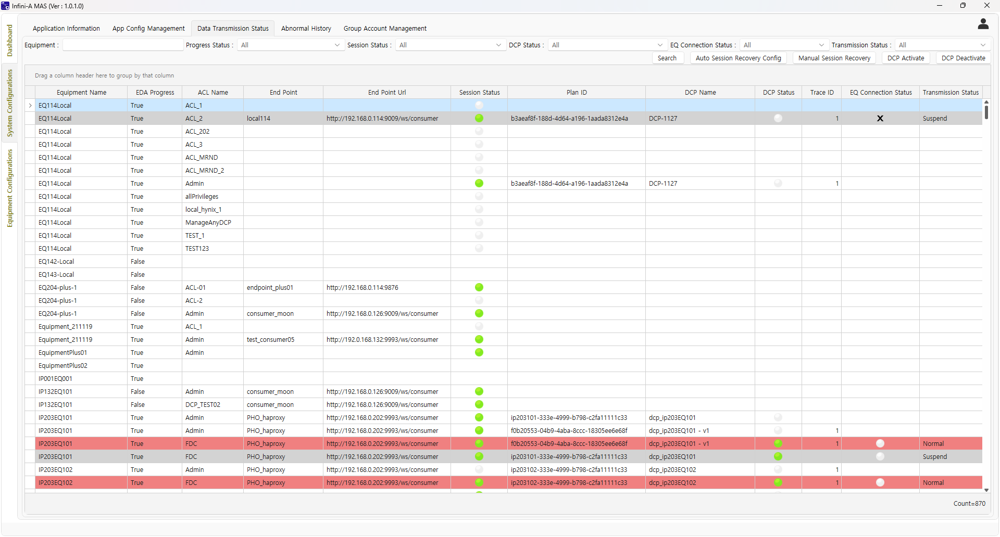 Infini-A MAS (Ver : 1.0.1.0)
Dashboard
System Configurations
Equipment Configurations
Application Information App Config Management Data Transmission Status Abnormal History Group Account Management
Equipment : Progress Status : All Session Status : All DCP Status : All EQ Connection Status : All Transmission Status : All
Search Auto Session Recovery Config Manual Session Recovery DCP Activate DCP Deactivate
Drag a column header here to group by that column
Equipment Name EDA Progress ACL Name End Point End Point Url Session Status Plan ID DCP Name DCP Status Trace ID EQ Connection Status Transmission Status
EQ114Local True ACL_1
EQ114Local True ACL_2 local114 http://192.168.0.114:9009/ws/consumer b3aeaf8f-188d-4d64-a196-1aada8312e4a DCP-1127 1 X Suspend
EQ114Local True ACL_202
EQ114Local True ACL_3
EQ114Local True ACL_MRND
EQ114Local True ACL_MRND_2
EQ114Local True Admin b3aeaf8f-188d-4d64-a196-1aada8312e4a DCP-1127 1
EQ114Local True allPrivileges
EQ114Local True local_hynix_1
EQ114Local True ManageAnyDCP
EQ114Local True TEST_1
EQ114Local True TEST123
EQ142-Local False
EQ143-Local False
EQ204-plus-1 False ACL-01 endpoint_plus01 http://192.168.0.114:9876
EQ204-plus-1 False ACL-2
EQ204-plus-1 False Admin consumer_moon http://192.168.0.126:9009/ws/consumer
Equipment_211119 True ACL_1
Equipment_211119 True Admin test_consumer05 http://192.0.168.132:9993/ws/consumer
EquipmentPlus01 True Admin
EquipmentPlus02 True
IP001EQ001 True
IP132EQ101 False Admin consumer_moon http://192.168.0.126:9009/ws/consumer
IP132EQ101 False DCP_TEST02 consumer_moon http://192.168.0.126:9009/ws/consumer
IP203EQ101 True Admin PHO_haproxy http://192.168.0.202:9993/ws/consumer ip203101-333e-4999-b798-c2fa11111c33 dcp_ip203EQ101
IP203EQ101 True Admin PHO_haproxy http://192.168.0.202:9993/ws/consumer f0b20553-04b9-4aba-8ccc-18305ee6e68f dcp_ip203EQ101 - v1 1
IP203EQ101 True FDC PHO_haproxy http://192.168.0.202:9993/ws/consumer f0b20553-04b9-4aba-8ccc-18305ee6e68f dcp_ip203EQ101 - v1 1 Normal
IP203EQ101 True FDC PHO_haproxy http://192.168.0.202:9993/ws/consumer ip203101-333e-4999-b798-c2fa11111c33 dcp_ip203EQ101 Suspend
IP203EQ102 True Admin PHO_haproxy http://192.168.0.202:9993/ws/consumer ip203102-333e-4999-b798-c2fa11111c33 dcp_ip203EQ102 1
IP203EQ102 True FDC PHO_haproxy http://192.168.0.202:9993/ws/consumer ip203102-333e-4999-b798-c2fa11111c33 dcp_ip203EQ102 1 Normal
Count=870